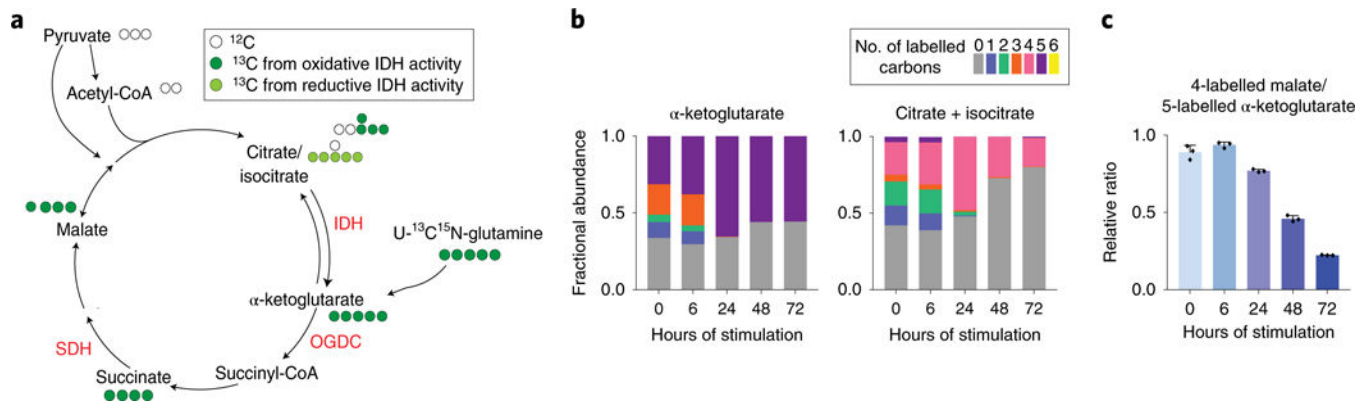 a
Pyruvate
Acetyl-CoA
¹²C
¹³C from oxidative IDH activity
¹³C from reductive IDH activity
Citrate/
isocitrate
IDH
Malate
U-¹³C¹⁵N-glutamine
α-ketoglutarate
OGDC
SDH
Succinyl-CoA
Succinate
b
No. of labelled
carbons
0 1 2 3 4 5 6
α-ketoglutarate
Fractional abundance
1.0
0.5
0.0
0 6 24 48 72
Hours of stimulation
Citrate + isocitrate
1.0
0.5
0.0
0 6 24 48 72
Hours of stimulation
c
4-labelled malate/
5-labelled α-ketoglutarate
Relative ratio
1.0
0.5
0.0
0 6 24 48 72
Hours of stimulation